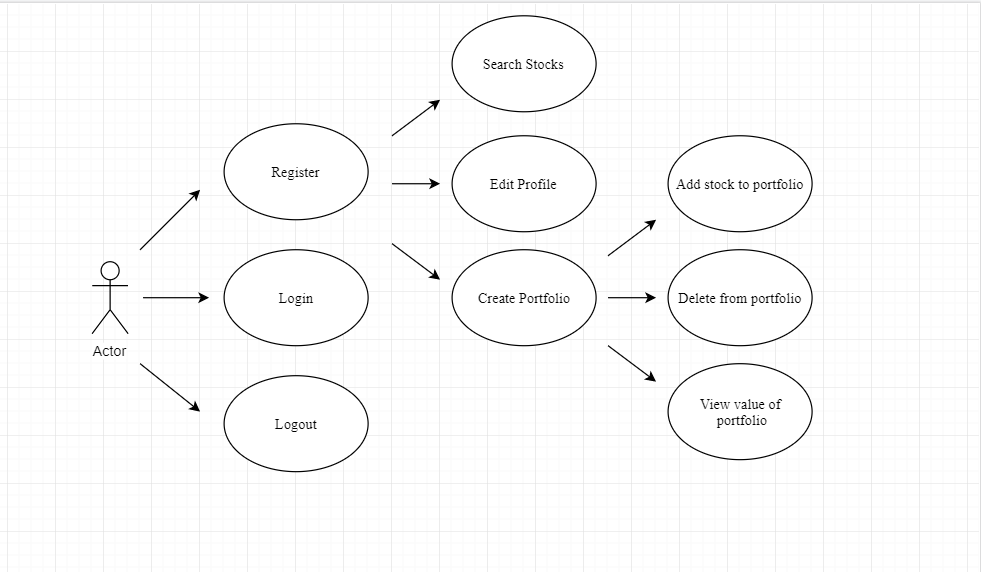 Search Stocks
Register
Edit Profile
Add stock to portfolio
Login
Create Portfolio
Delete from portfolio
Actor
Logout
View value of
portfolio